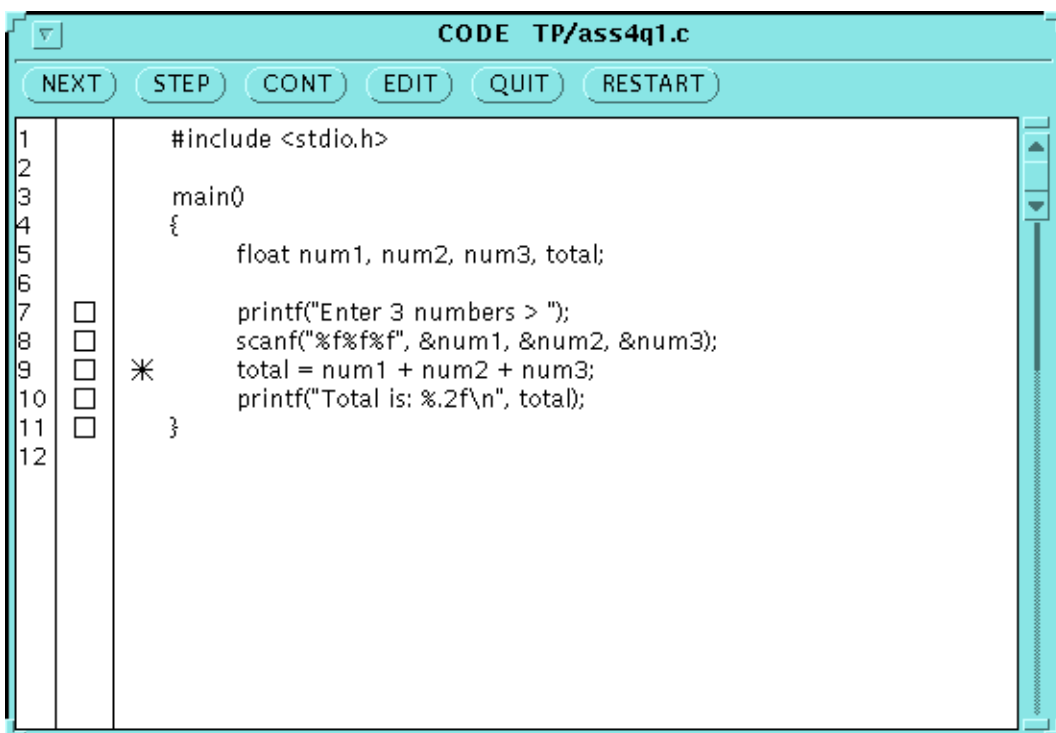 CODE TP/ass4q1.c
NEXT STEP CONT EDIT QUIT RESTART
1 #include <stdio.h>
2
3 main()
4 {
5 float num1, num2, num3, total;
6
7 printf("Enter 3 numbers > ");
8 scanf("%f%f%f", &num1, &num2, &num3);
9 * total = num1 + num2 + num3;
10 printf("Total is: %.2f\n", total);
11 }
12